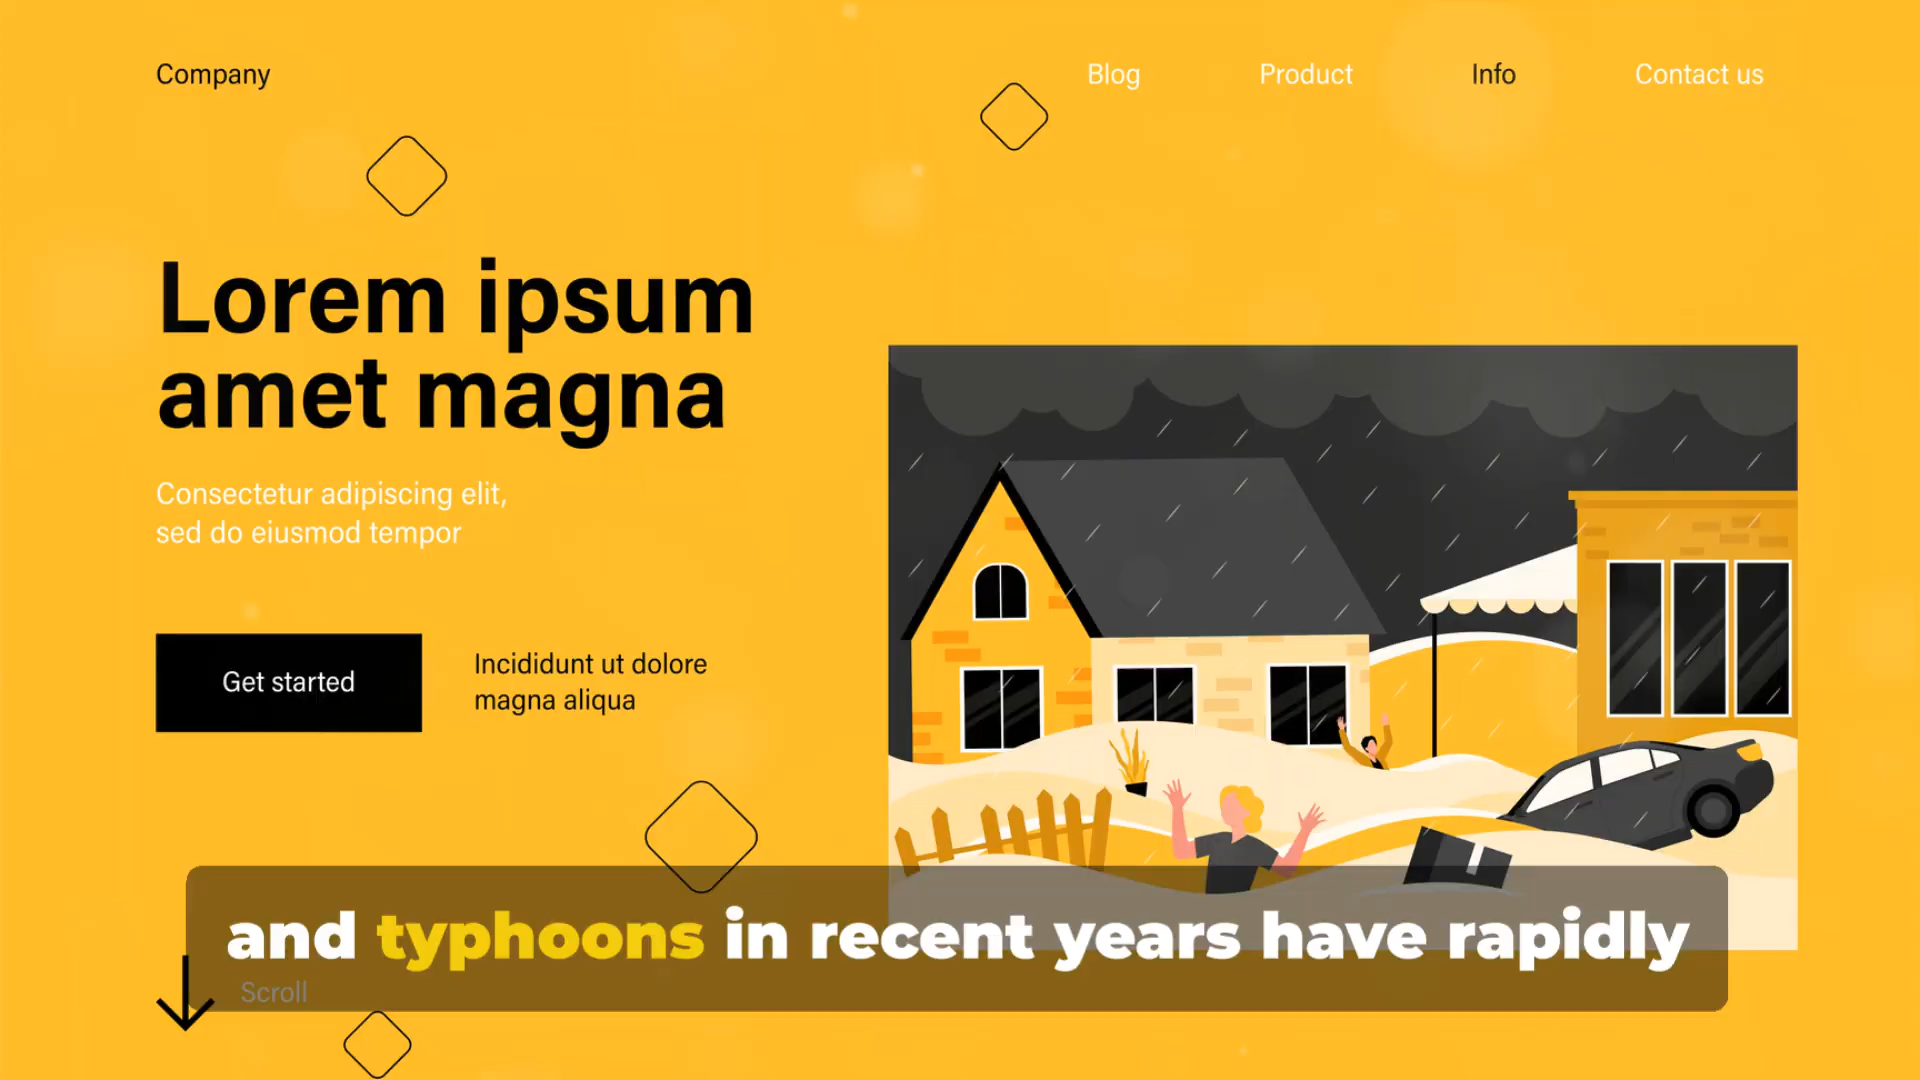 Company
Blog
Product
Info
Contact us
Lorem ipsum
amet magna
Consectetur adipiscing elit,
sed do eiusmod tempor
Get started
Incididunt ut dolore
magna aliqua
and typhoons in recent years have rapidly
Scroll